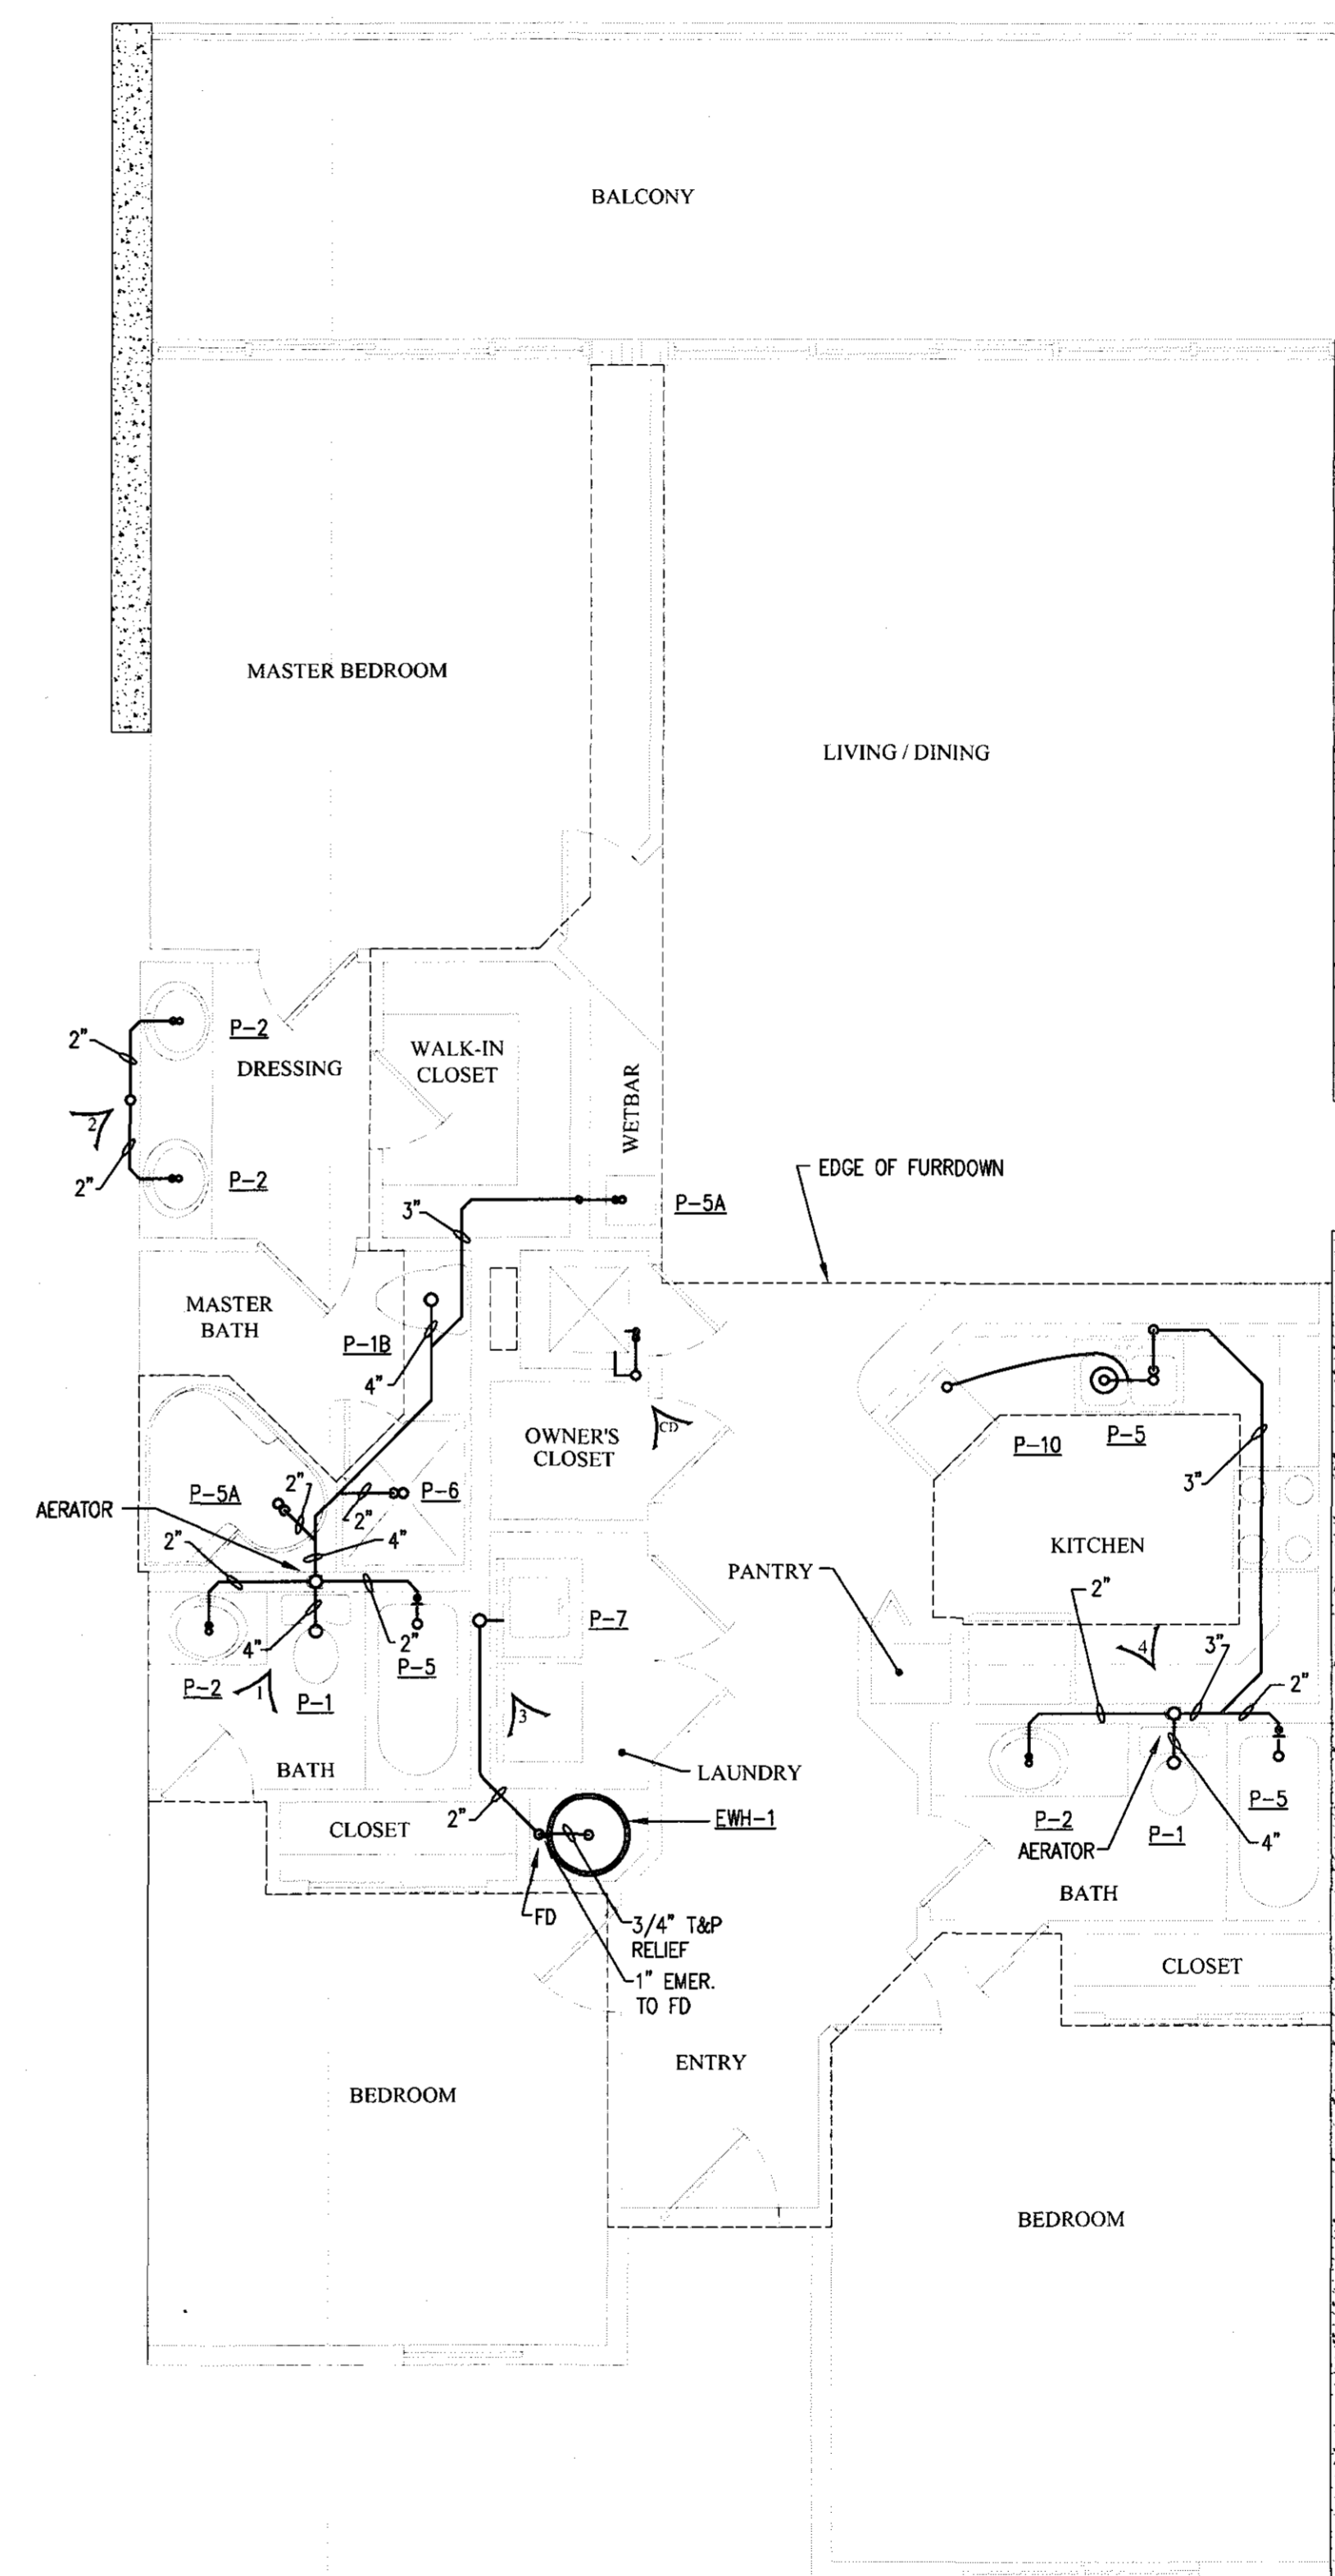 BALCONY
MASTER BEDROOM
LIVING / DINING
2"
P-2
DRESSING
WALK-IN
CLOSET
WETBAR
2
2"
P-2
3"
P-5A
EDGE OF FURRDOWN
MASTER
BATH
P-1B
4"
OWNER'S
CLOSET
CD
P-10
P-5
3"
P-5A
2"
P-6
2"
AERATOR
2"
4"
KITCHEN
PANTRY
2"
4"
2"
P-7
P-5
P-2
1
P-1
3
4
3"
2"
BATH
LAUNDRY
2"
CLOSET
EWH-1
P-2
P-1
P-5
AERATOR
4"
BATH
FD
3/4" T&P
RELIEF
1" EMER.
TO FD
CLOSET
ENTRY
BEDROOM
BEDROOM